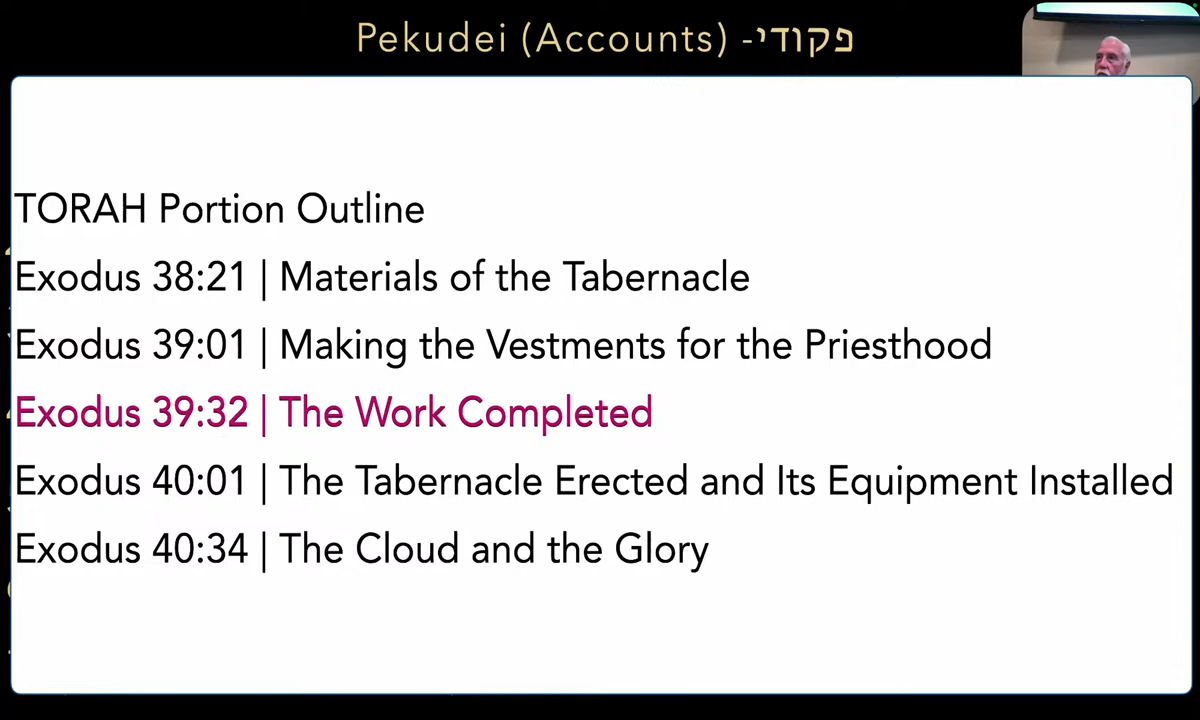 Pekudei (Accounts) -פקודי
TORAH Portion Outline
Exodus 38:21 | Materials of the Tabernacle
Exodus 39:01 | Making the Vestments for the Priesthood
Exodus 39:32 | The Work Completed
Exodus 40:01 | The Tabernacle Erected and Its Equipment Installed
Exodus 40:34 | The Cloud and the Glory